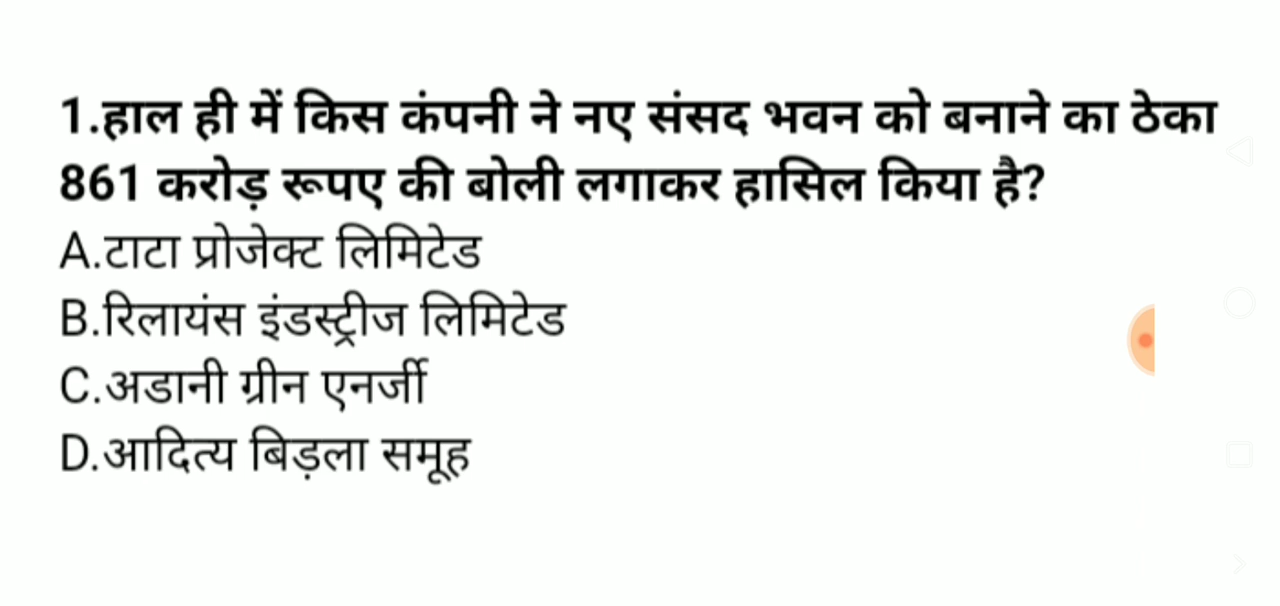 1.हाल ही में किस कंपनी ने नए संसद भवन को बनाने का ठेका
861 करोड़ रूपए की बोली लगाकर हासिल किया है?
A.टाटा प्रोजेक्ट लिमिटेड
B.रिलायंस इंडस्ट्रीज लिमिटेड
C.अडानी ग्रीन एनर्जी
D.आदित्य बिड़ला समूह